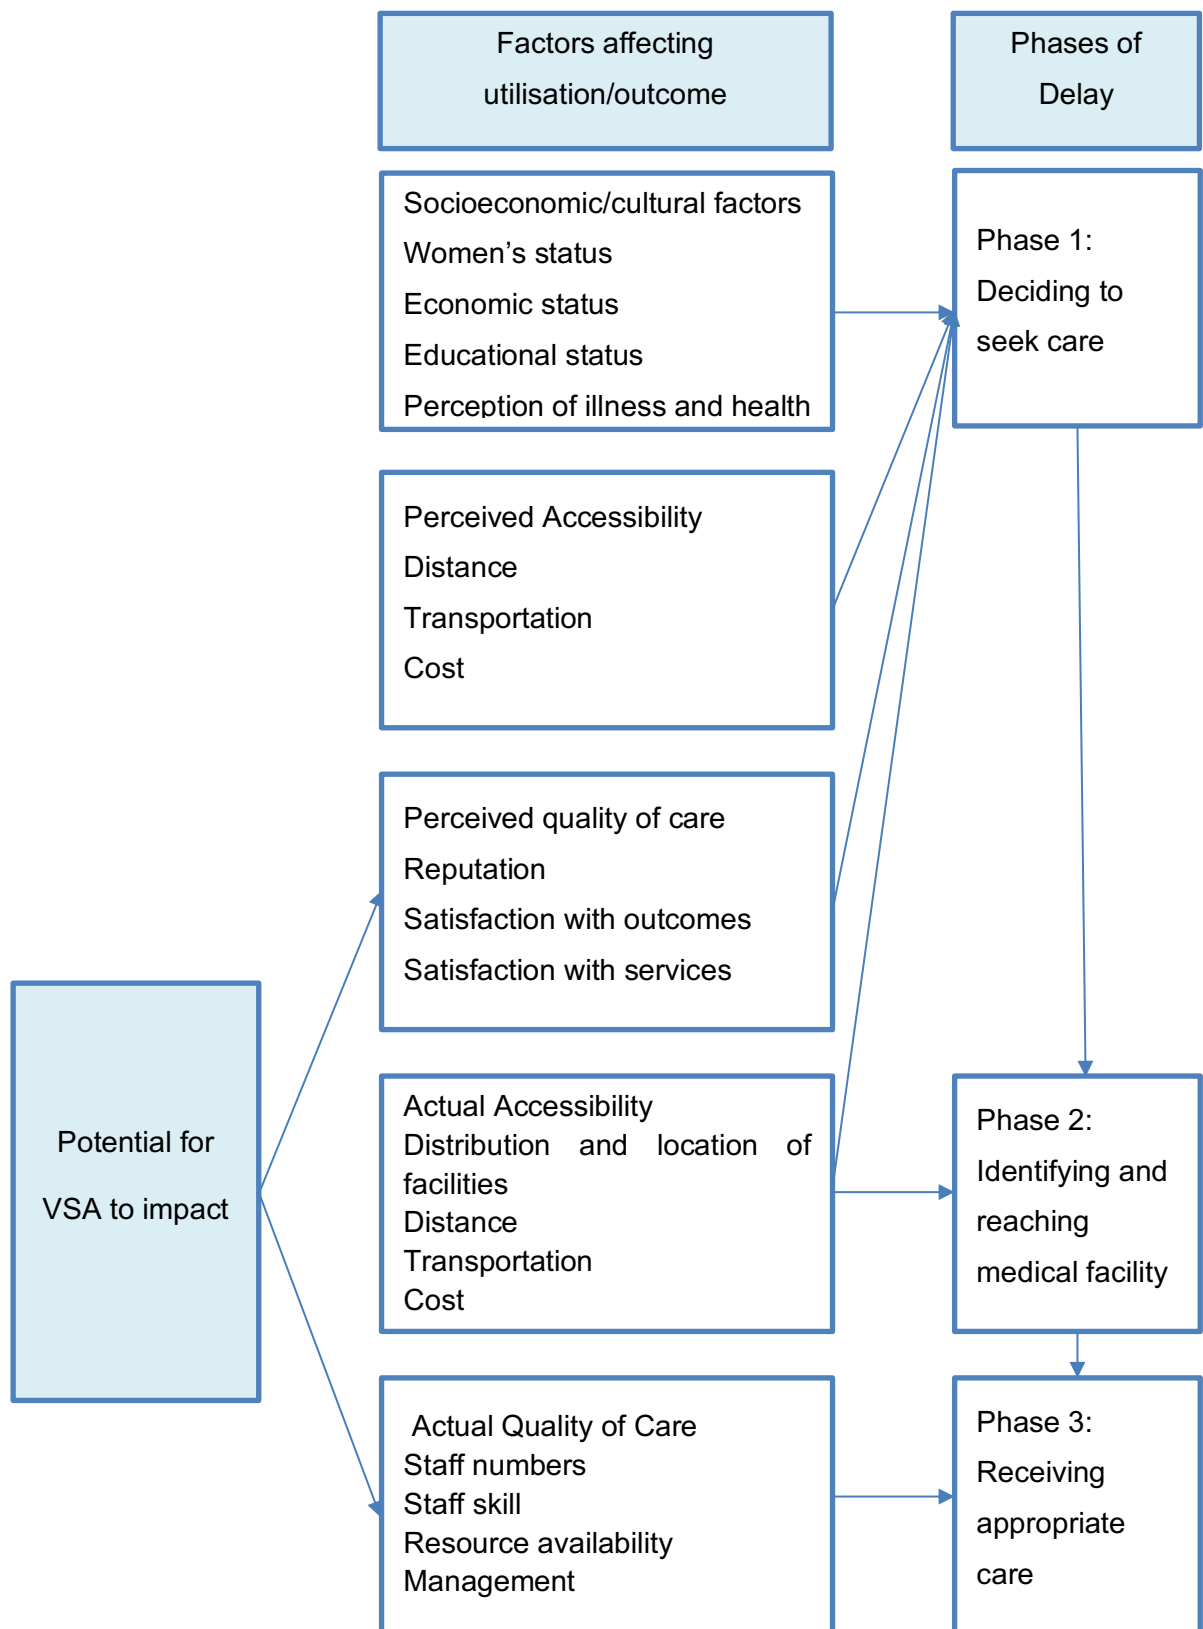 Factors affecting
utilisation/outcome
Phases of
Delay
Socioeconomic/cultural factors
Women’s status
Economic status
Educational status
Perception of illness and health
Phase 1:
Deciding to
seek care
Perceived Accessibility
Distance
Transportation
Cost
Perceived quality of care
Reputation
Satisfaction with outcomes
Satisfaction with services
Potential for
VSA to impact
Actual Accessibility
Distribution and location of
facilities
Distance
Transportation
Cost
Phase 2:
Identifying and
reaching
medical facility
Actual Quality of Care
Staff numbers
Staff skill
Resource availability
Management
Phase 3:
Receiving
appropriate
care